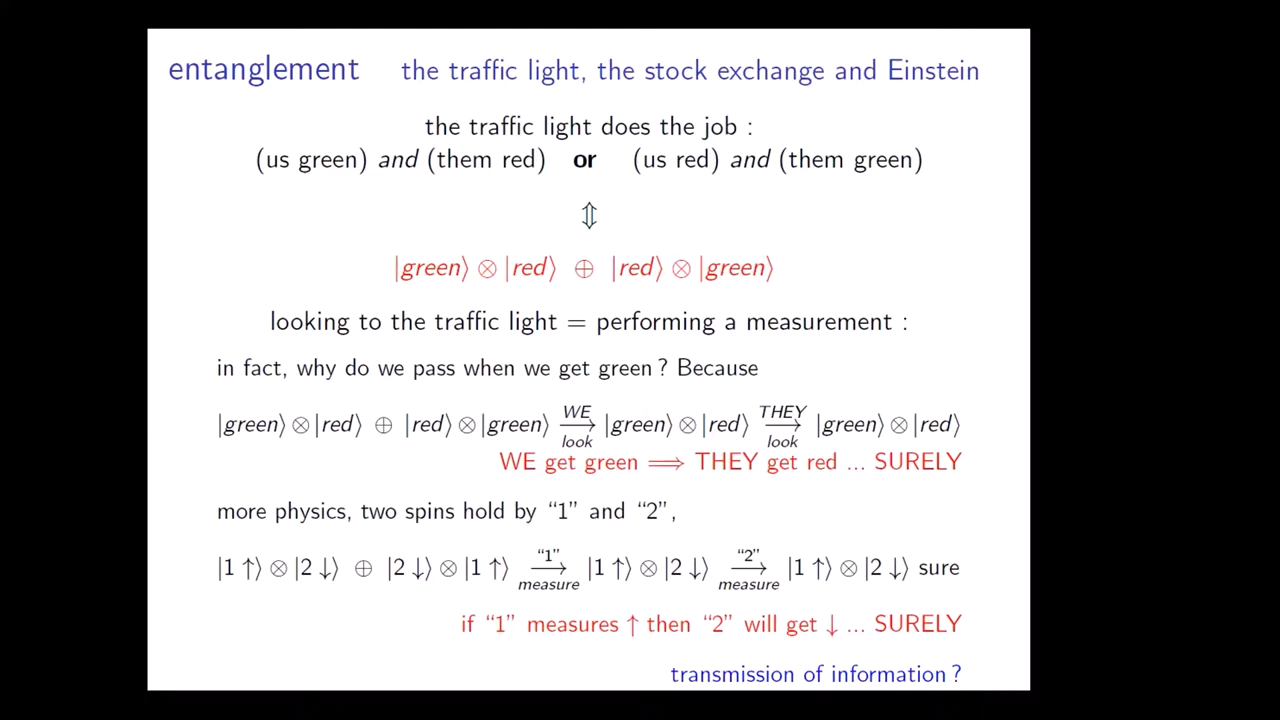 entanglement the traffic light, the stock exchange and Einstein
the traffic light does the job :
(us green) and (them red) or (us red) and (them green)
⇕
|green⟩ ⊗ |red⟩ ⊕ |red⟩ ⊗ |green⟩
looking to the traffic light = performing a measurement :
in fact, why do we pass when we get green ? Because
|green⟩ ⊗ |red⟩ ⊕ |red⟩ ⊗ |green⟩ WE → look |green⟩ ⊗ |red⟩ THEY → look |green⟩ ⊗ |red⟩
WE get green ⟹ THEY get red ... SURELY
more physics, two spins hold by “1” and “2”,
|1 ↑⟩ ⊗ |2 ↓⟩ ⊕ |2 ↓⟩ ⊗ |1 ↑⟩ “1” → measure |1 ↑⟩ ⊗ |2 ↓⟩ “2” → measure |1 ↑⟩ ⊗ |2 ↓⟩ sure
if “1” measures ↑ then “2” will get ↓ ... SURELY
transmission of information ?